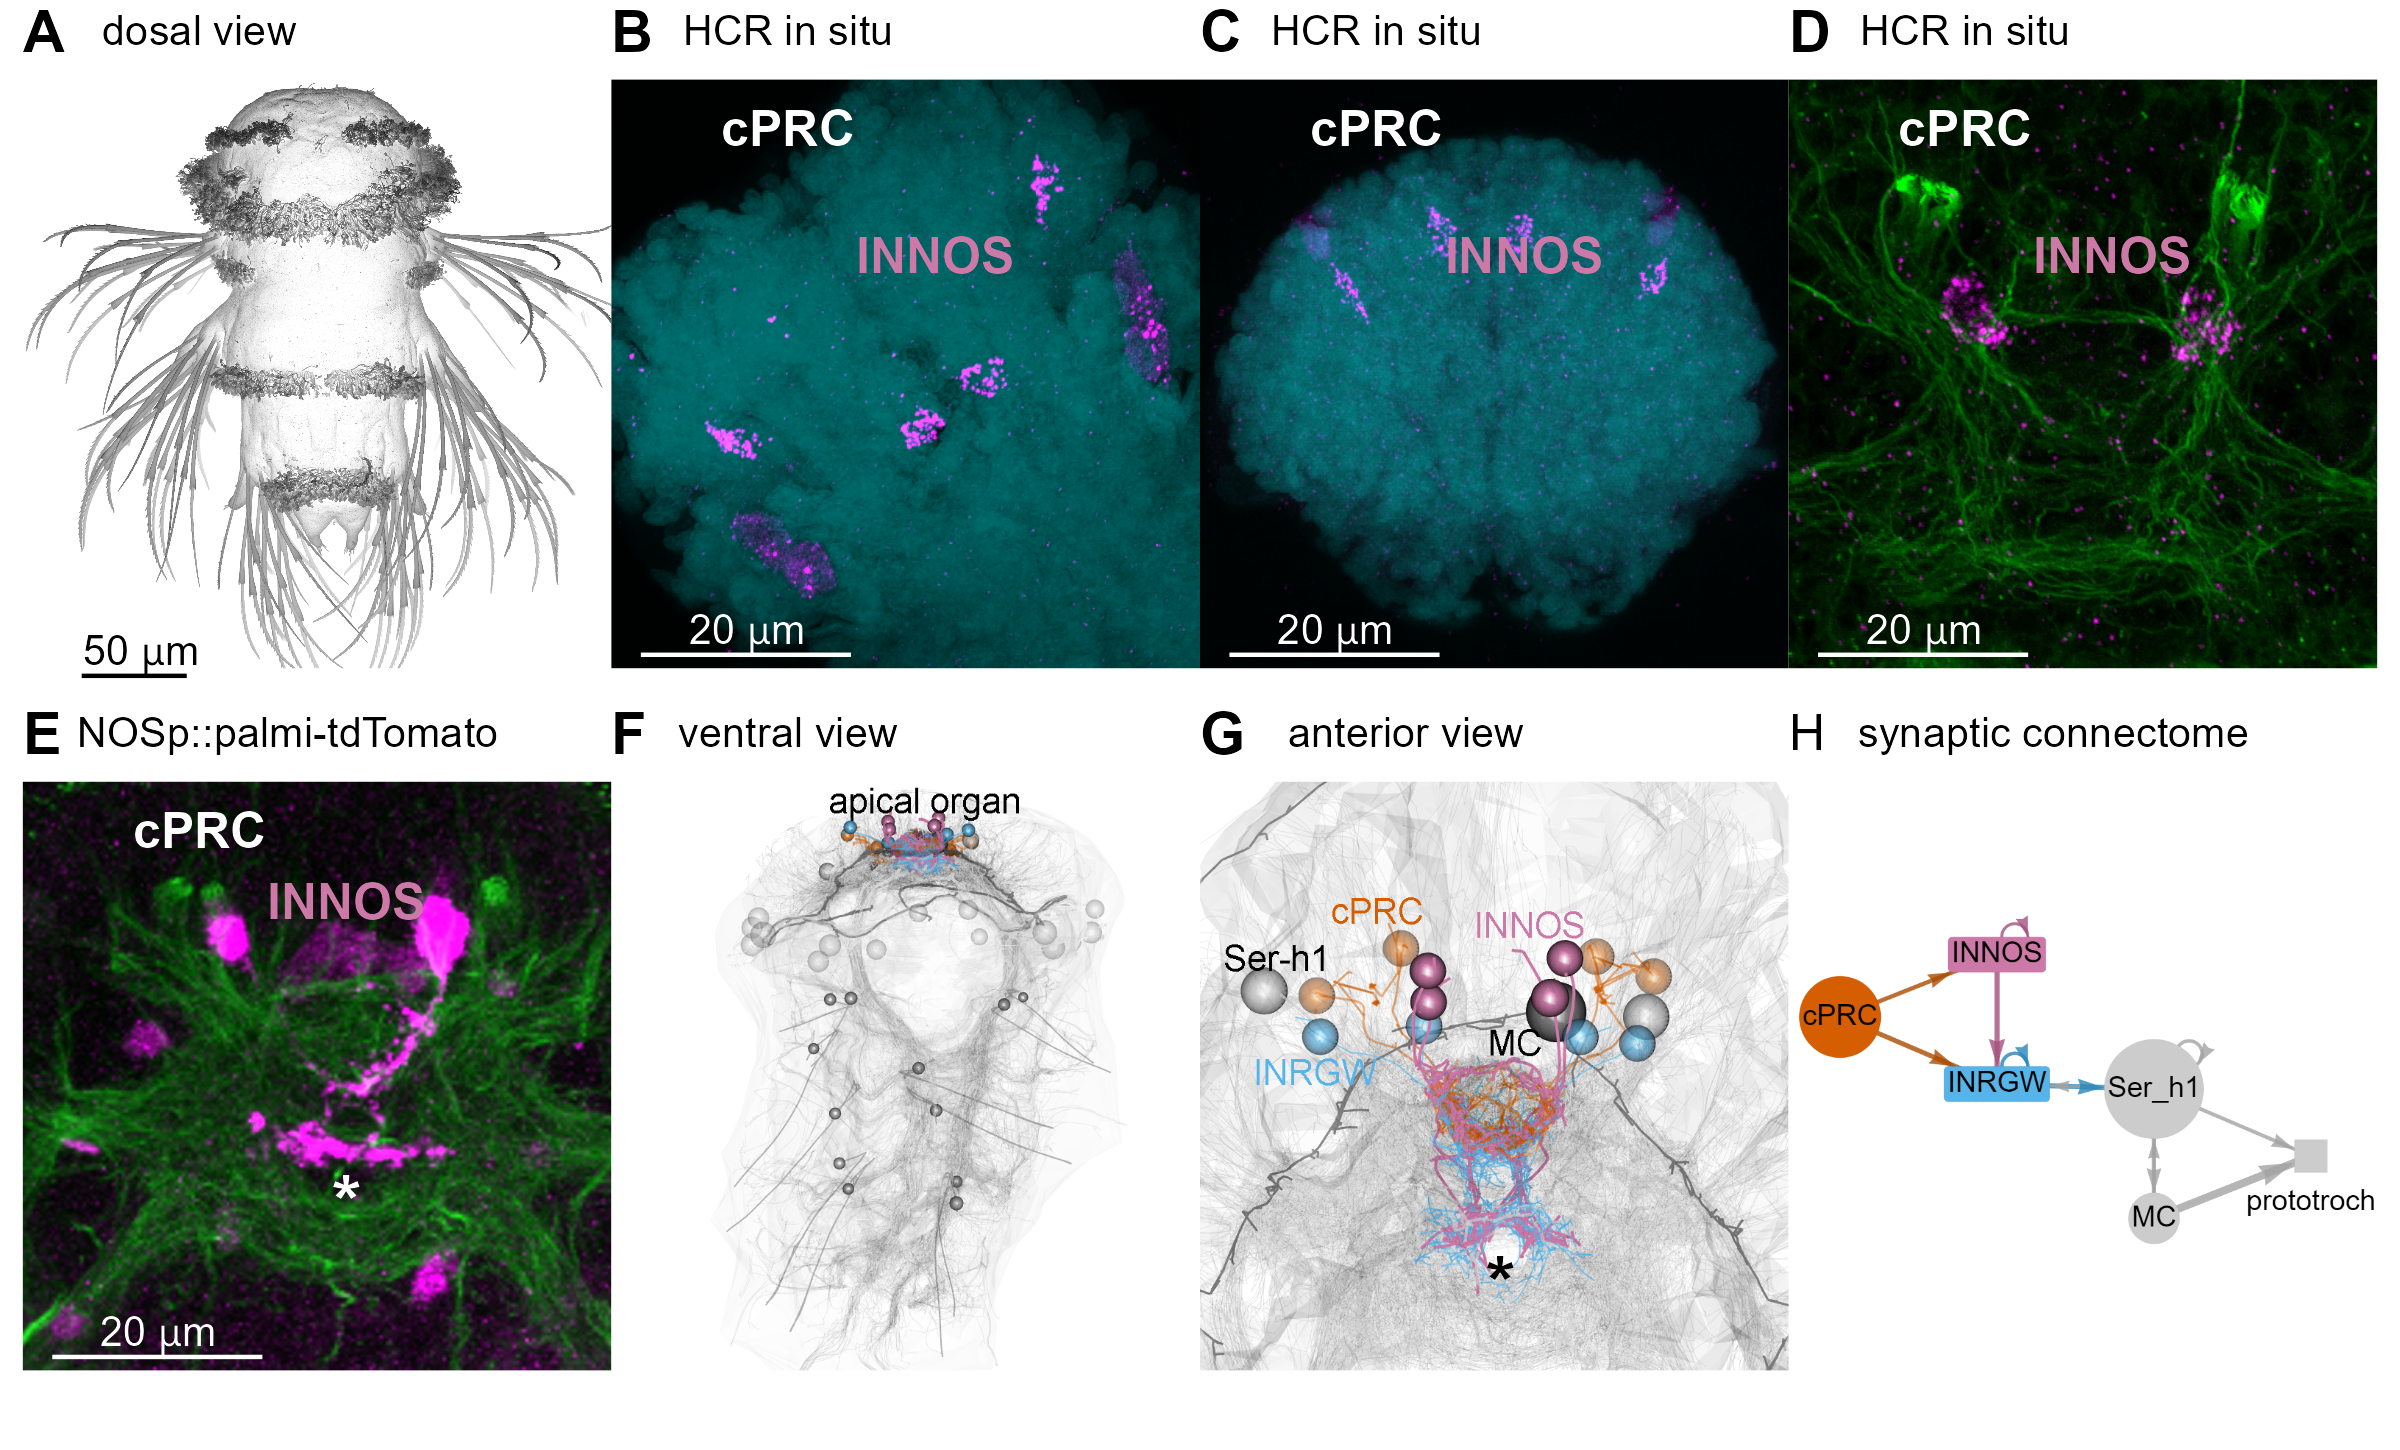 A dosal view
B HCR in situ
C HCR in situ
D HCR in situ
50 μm
cPRC
INNOS
20 μm
cPRC
INNOS
20 μm
cPRC
INNOS
20 μm
E NOSp::palmi-tdTomato
F ventral view
G anterior view
H synaptic connectome
cPRC
INNOS
*
20 μm
apical organ
cPRC
INNOS
Ser-h1
MC
INRGW
*
INNOS
cPRC
INRGW
Ser_h1
prototroch
MC